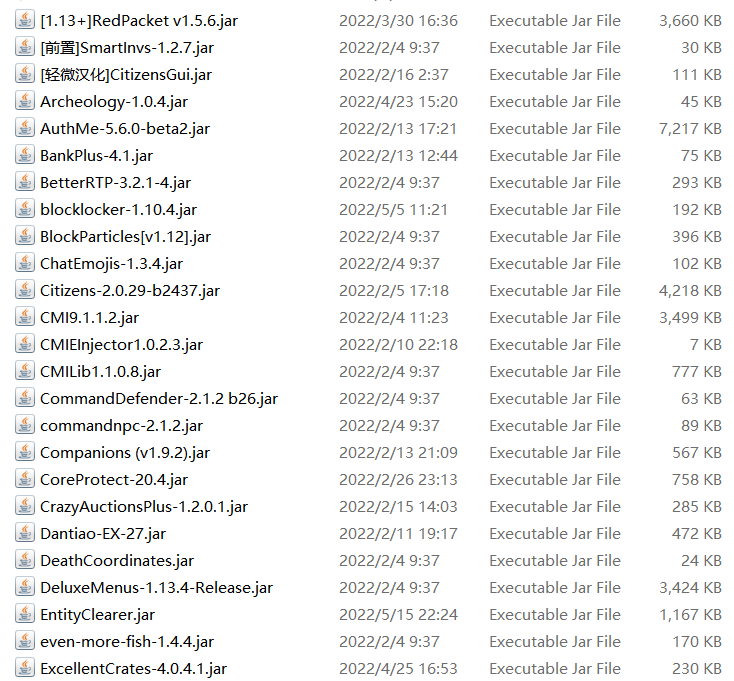 [1.13+]RedPacket v1.5.6.jar 2022/3/30 16:36 Executable Jar File 3,660 KB
[前置]SmartInvs-1.2.7.jar 2022/2/4 9:37 Executable Jar File 30 KB
[轻微汉化]CitizensGui.jar 2022/2/16 2:37 Executable Jar File 111 KB
Archeology-1.0.4.jar 2022/4/23 15:20 Executable Jar File 45 KB
AuthMe-5.6.0-beta2.jar 2022/2/13 17:21 Executable Jar File 7,217 KB
BankPlus-4.1.jar 2022/2/13 12:44 Executable Jar File 75 KB
BetterRTP-3.2.1-4.jar 2022/2/4 9:37 Executable Jar File 293 KB
blocklocker-1.10.4.jar 2022/5/5 11:21 Executable Jar File 192 KB
BlockParticles[v1.12].jar 2022/2/4 9:37 Executable Jar File 396 KB
ChatEmojis-1.3.4.jar 2022/2/4 9:37 Executable Jar File 102 KB
Citizens-2.0.29-b2437.jar 2022/2/5 17:18 Executable Jar File 4,218 KB
CMI9.1.1.2.jar 2022/2/4 11:23 Executable Jar File 3,499 KB
CMIEInjector1.0.2.3.jar 2022/2/10 22:18 Executable Jar File 7 KB
CMILib1.1.0.8.jar 2022/2/4 9:37 Executable Jar File 777 KB
CommandDefender-2.1.2 b26.jar 2022/2/4 9:37 Executable Jar File 63 KB
commandnpc-2.1.2.jar 2022/2/4 9:37 Executable Jar File 89 KB
Companions (v1.9.2).jar 2022/2/13 21:09 Executable Jar File 567 KB
CoreProtect-20.4.jar 2022/2/26 23:13 Executable Jar File 758 KB
CrazyAuctionsPlus-1.2.0.1.jar 2022/2/15 14:03 Executable Jar File 285 KB
Dantiao-EX-27.jar 2022/2/11 19:17 Executable Jar File 472 KB
DeathCoordinates.jar 2022/2/4 9:37 Executable Jar File 24 KB
DeluxeMenus-1.13.4-Release.jar 2022/2/4 9:37 Executable Jar File 3,424 KB
EntityClearer.jar 2022/5/15 22:24 Executable Jar File 1,167 KB
even-more-fish-1.4.4.jar 2022/2/4 9:37 Executable Jar File 170 KB
ExcellentCrates-4.0.4.1.jar 2022/4/25 16:53 Executable Jar File 230 KB